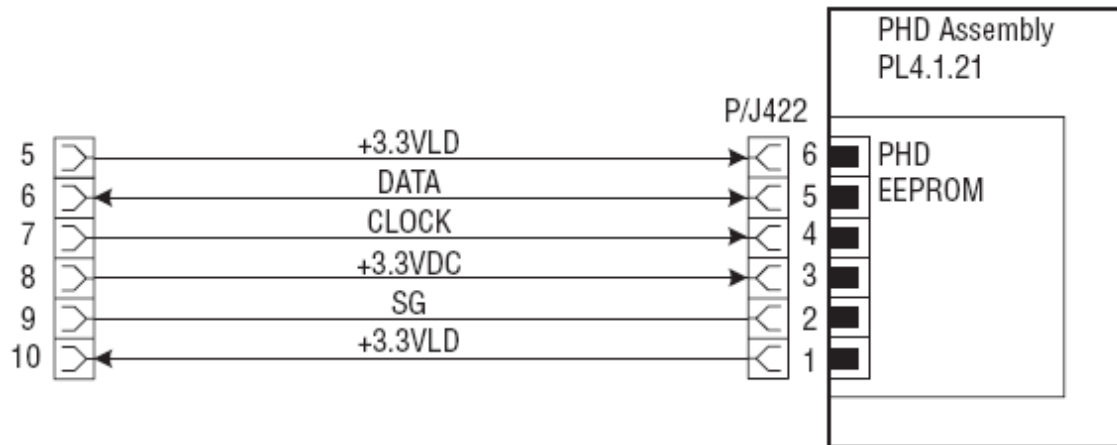 PHD Assembly
PL4.1.21
P/J422
5 +3.3VLD 6 PHD
6 DATA 5 EEPROM
7 CLOCK 4
8 +3.3VDC 3
9 SG 2
10 +3.3VLD 1